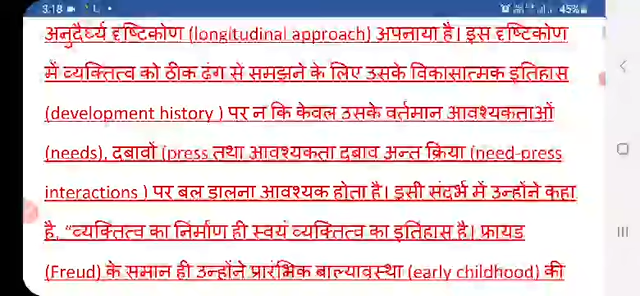 3.18
45%
अनुदैर्घ्य दृष्टिकोण (longitudinal approach) अपनाया है। इस दृष्टिकोण
में व्यक्तित्व को ठीक ढंग से समझने के लिए उसके विकासात्मक इतिहास
(development history ) पर न कि केवल उसके वर्तमान आवश्यकताओं
(needs), दबावों (press तथा आवश्यकता दबाव अन्त क्रिया (need-press
interactions ) पर बल डालना आवश्यक होता है। इसी संदर्भ में उन्होंने कहा
है, "व्यक्तित्व का निर्माण ही स्वयं व्यक्तित्व का इतिहास है। फ्रायड
(Freud) के समान ही उन्होंने प्रारंभिक बाल्यावस्था (early childhood) की